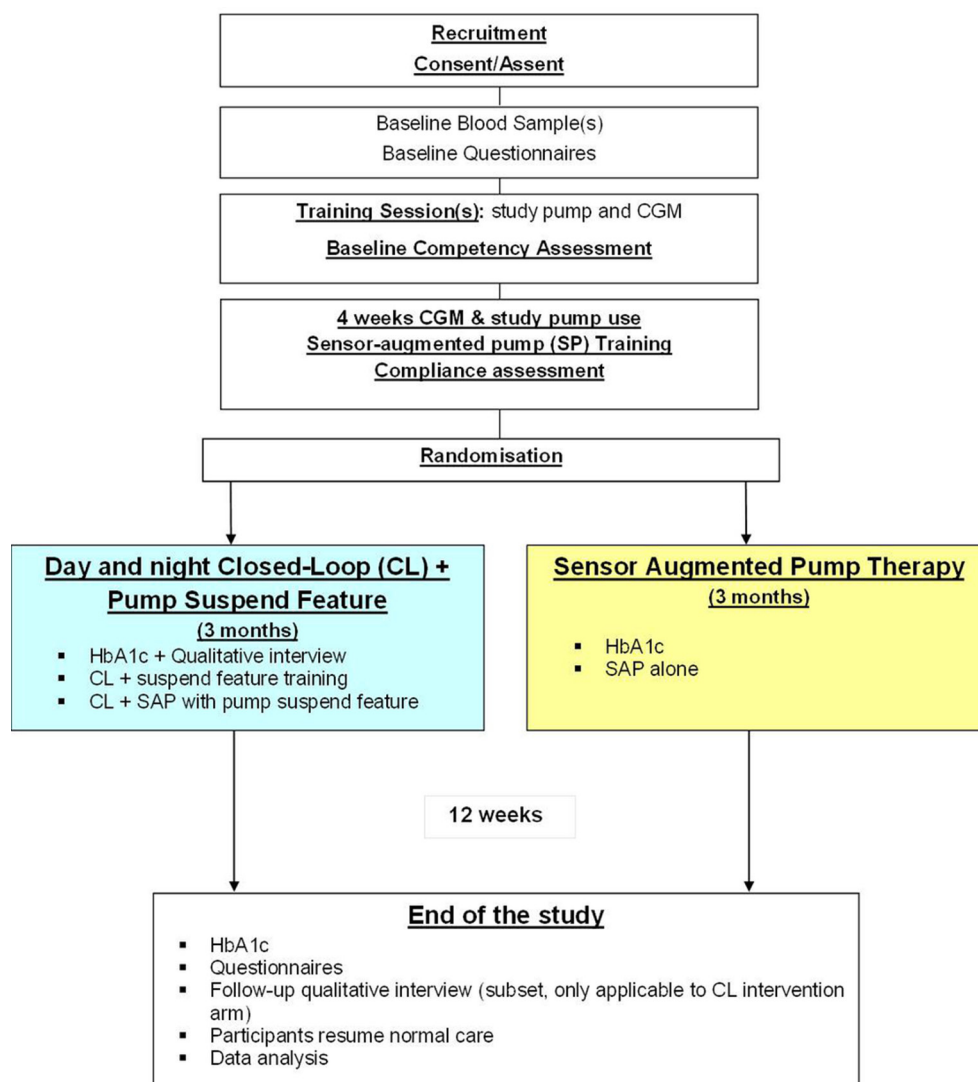 Recruitment
Consent/Assent
Baseline Blood Sample(s)
Baseline Questionnaires
Training Session(s): study pump and CGM
Baseline Competency Assessment
4 weeks CGM & study pump use
Sensor-augmented pump (SP) Training
Compliance assessment
Randomisation
Day and night Closed-Loop (CL) +
Pump Suspend Feature
(3 months)
▪ HbA1c + Qualitative interview
▪ CL + suspend feature training
▪ CL + SAP with pump suspend feature
Sensor Augmented Pump Therapy
(3 months)
▪ HbA1c
▪ SAP alone
12 weeks
End of the study
▪ HbA1c
▪ Questionnaires
▪ Follow-up qualitative interview (subset, only applicable to CL intervention
arm)
▪ Participants resume normal care
▪ Data analysis